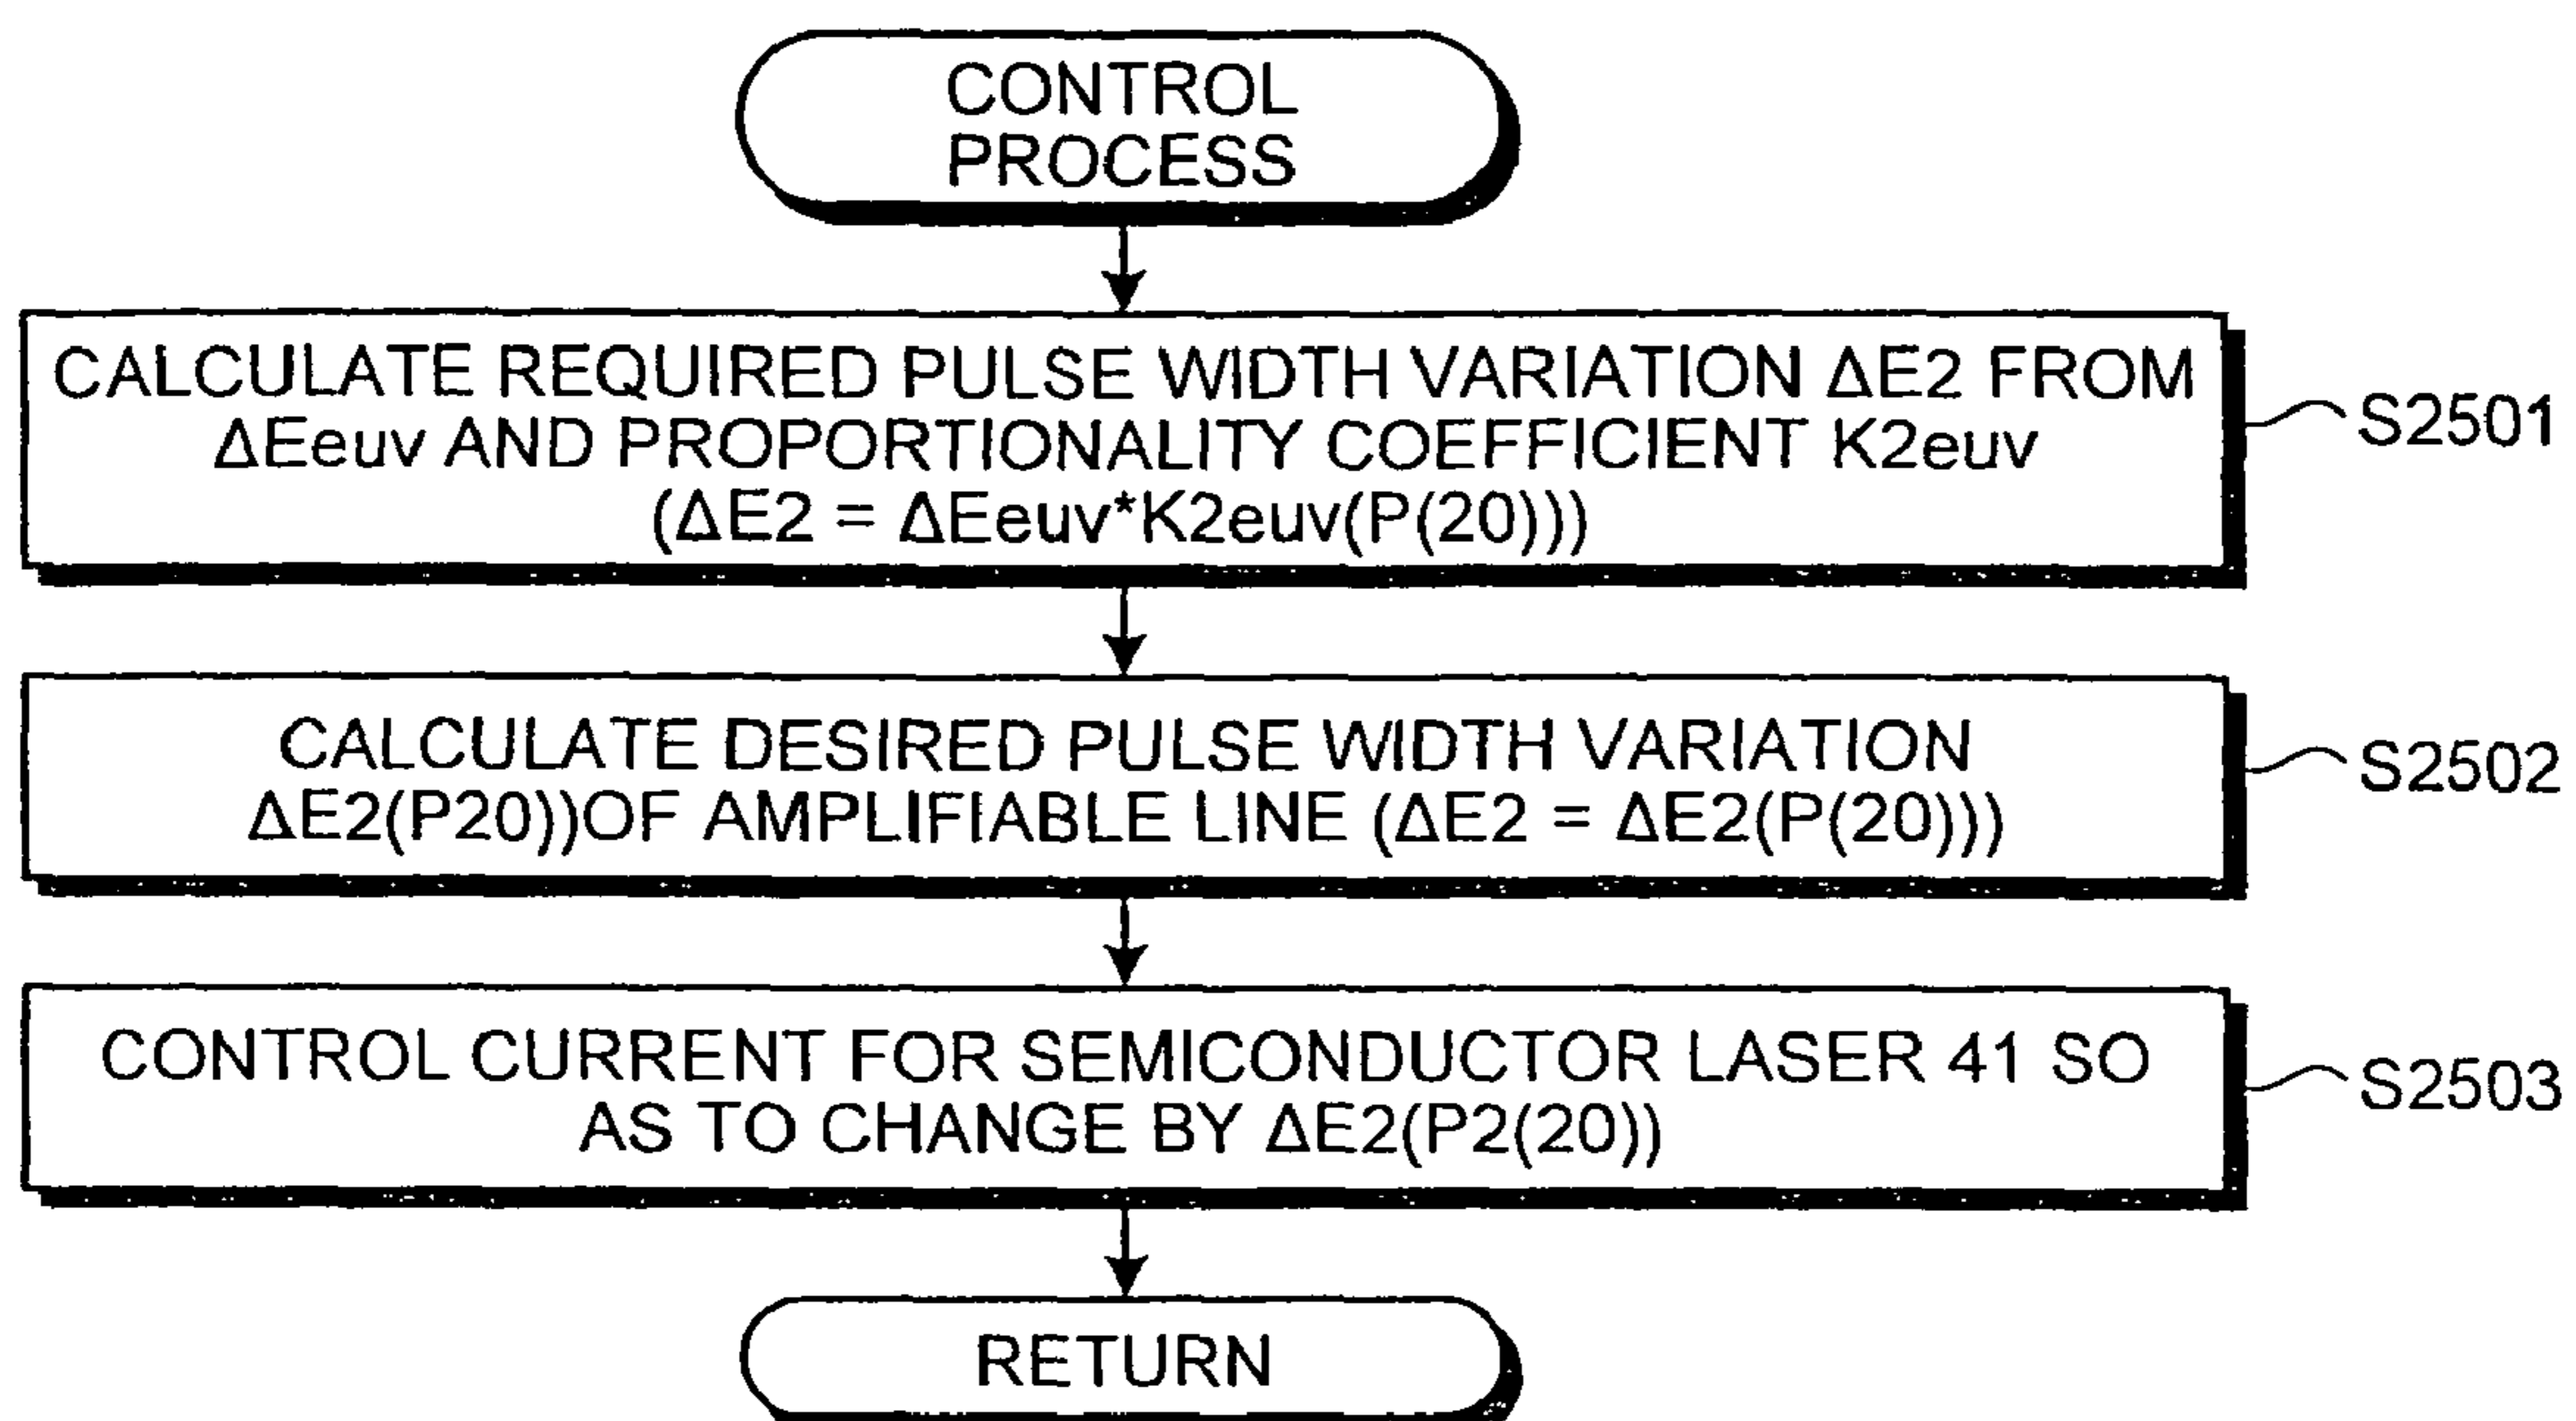 CONTROL
PROCESS
CALCULATE REQUIRED PULSE WIDTH VARIATION ΔE2 FROM
ΔEeuv AND PROPORTIONALITY COEFFICIENT K2euv
(ΔE2 = ΔEeuv*K2euv(P(20)))
S2501
CALCULATE DESIRED PULSE WIDTH VARIATION
ΔE2(P20))OF AMPLIFIABLE LINE (ΔE2 = ΔE2(P(20)))
S2502
CONTROL CURRENT FOR SEMICONDUCTOR LASER 41 SO
AS TO CHANGE BY ΔE2(P2(20))
S2503
RETURN